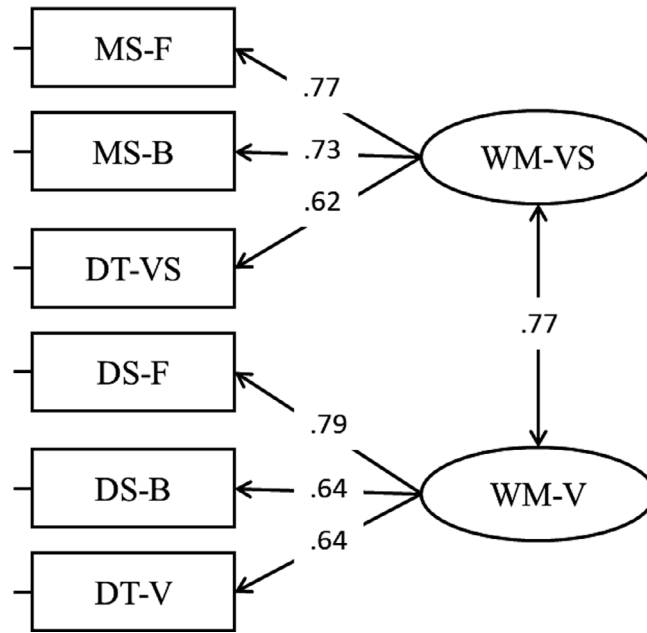 MS-F
.77
MS-B
.73
WM-VS
.62
DT-VS
.77
DS-F
.79
DS-B
.64
WM-V
.64
DT-V